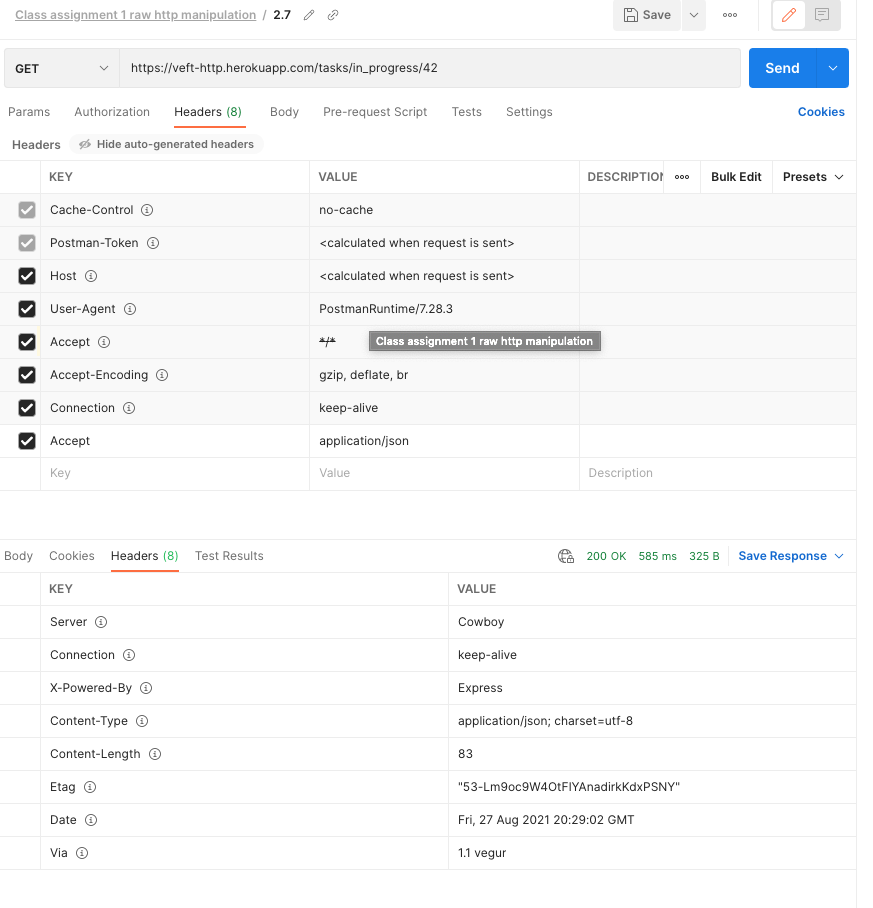 Class assignment 1 raw http manipulation / 2.7 Save
GET https://veft-http.herokuapp.com/tasks/in_progress/42 Send
Params Authorization Headers (8) Body Pre-request Script Tests Settings Cookies
Headers Hide auto-generated headers
KEY VALUE DESCRIPTION Bulk Edit Presets
Cache-Control no-cache
Postman-Token <calculated when request is sent>
Host <calculated when request is sent>
User-Agent PostmanRuntime/7.28.3
Accept */* Class assignment 1 raw http manipulation
Accept-Encoding gzip, deflate, br
Connection keep-alive
Accept application/json
Key Value Description
Body Cookies Headers (8) Test Results 200 OK 585 ms 325 B Save Response
KEY VALUE
Server Cowboy
Connection keep-alive
X-Powered-By Express
Content-Type application/json; charset=utf-8
Content-Length 83
Etag "53-Lm9oc9W4OtFlYAnadirkKdxPSNY"
Date Fri, 27 Aug 2021 20:29:02 GMT
Via 1.1 vegur